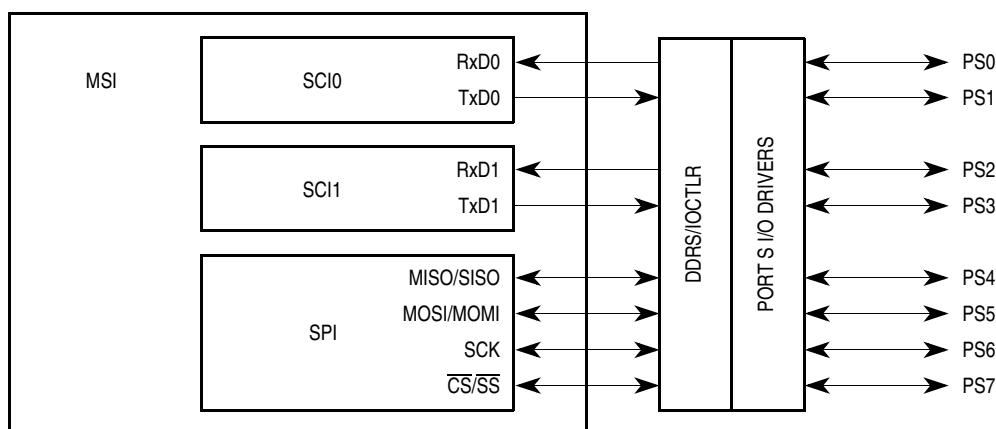 MSI
SCI0
RxD0
TxD0
SCI1
RxD1
TxD1
SPI
MISO/SISO
MOSI/MOMI
SCK
CS/SS
DDRS/IOCTLR
PORT S I/O DRIVERS
PS0
PS1
PS2
PS3
PS4
PS5
PS6
PS7